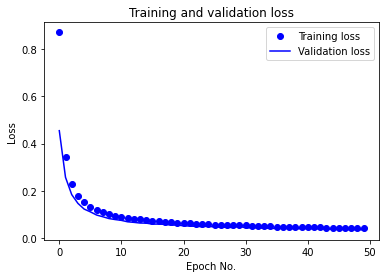 Training and validation loss
Training loss
Validation loss
Loss
0.8
0.6
0.4
0.2
0.0
0 10 20 30 40 50
Epoch No.